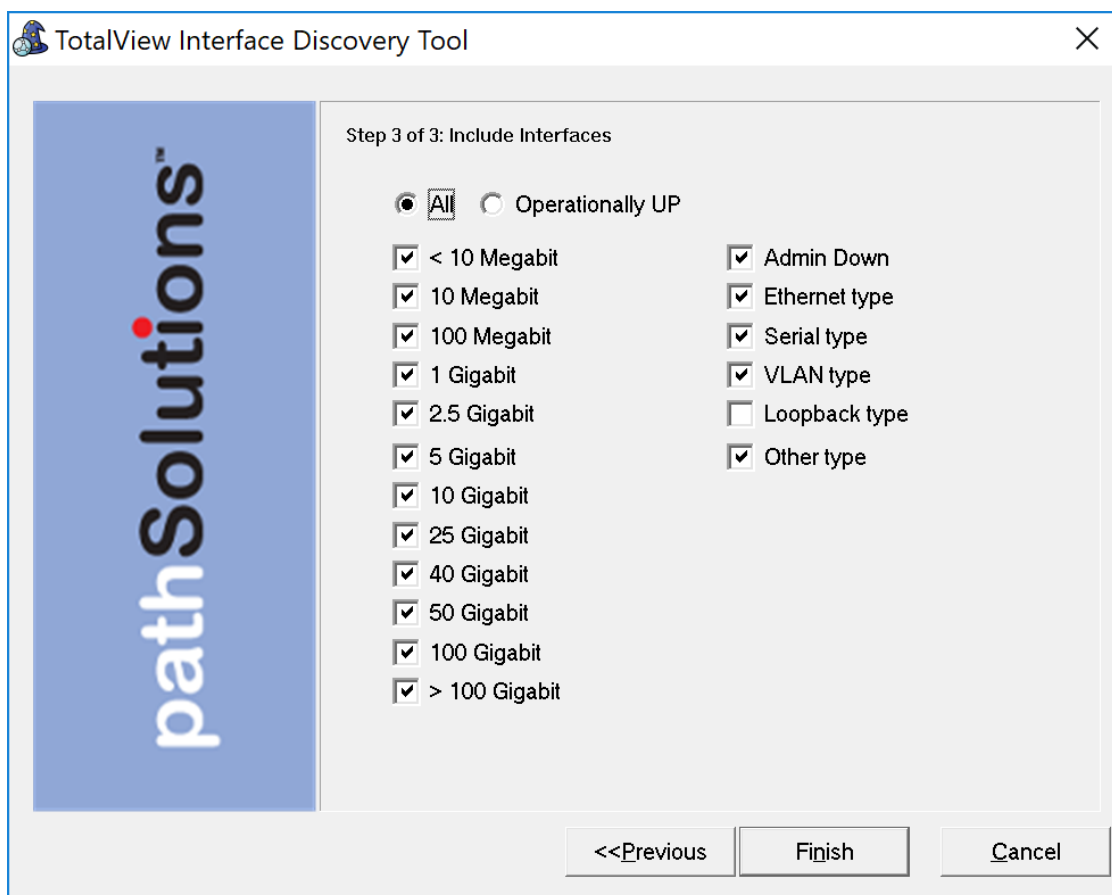 TotalView Interface Discovery Tool
pathSolutions™
Step 3 of 3: Include Interfaces
All Operationally UP
< 10 Megabit Admin Down
10 Megabit Ethernet type
100 Megabit Serial type
1 Gigabit VLAN type
2.5 Gigabit Loopback type
5 Gigabit Other type
10 Gigabit
25 Gigabit
40 Gigabit
50 Gigabit
100 Gigabit
> 100 Gigabit
<<Previous Finish Cancel